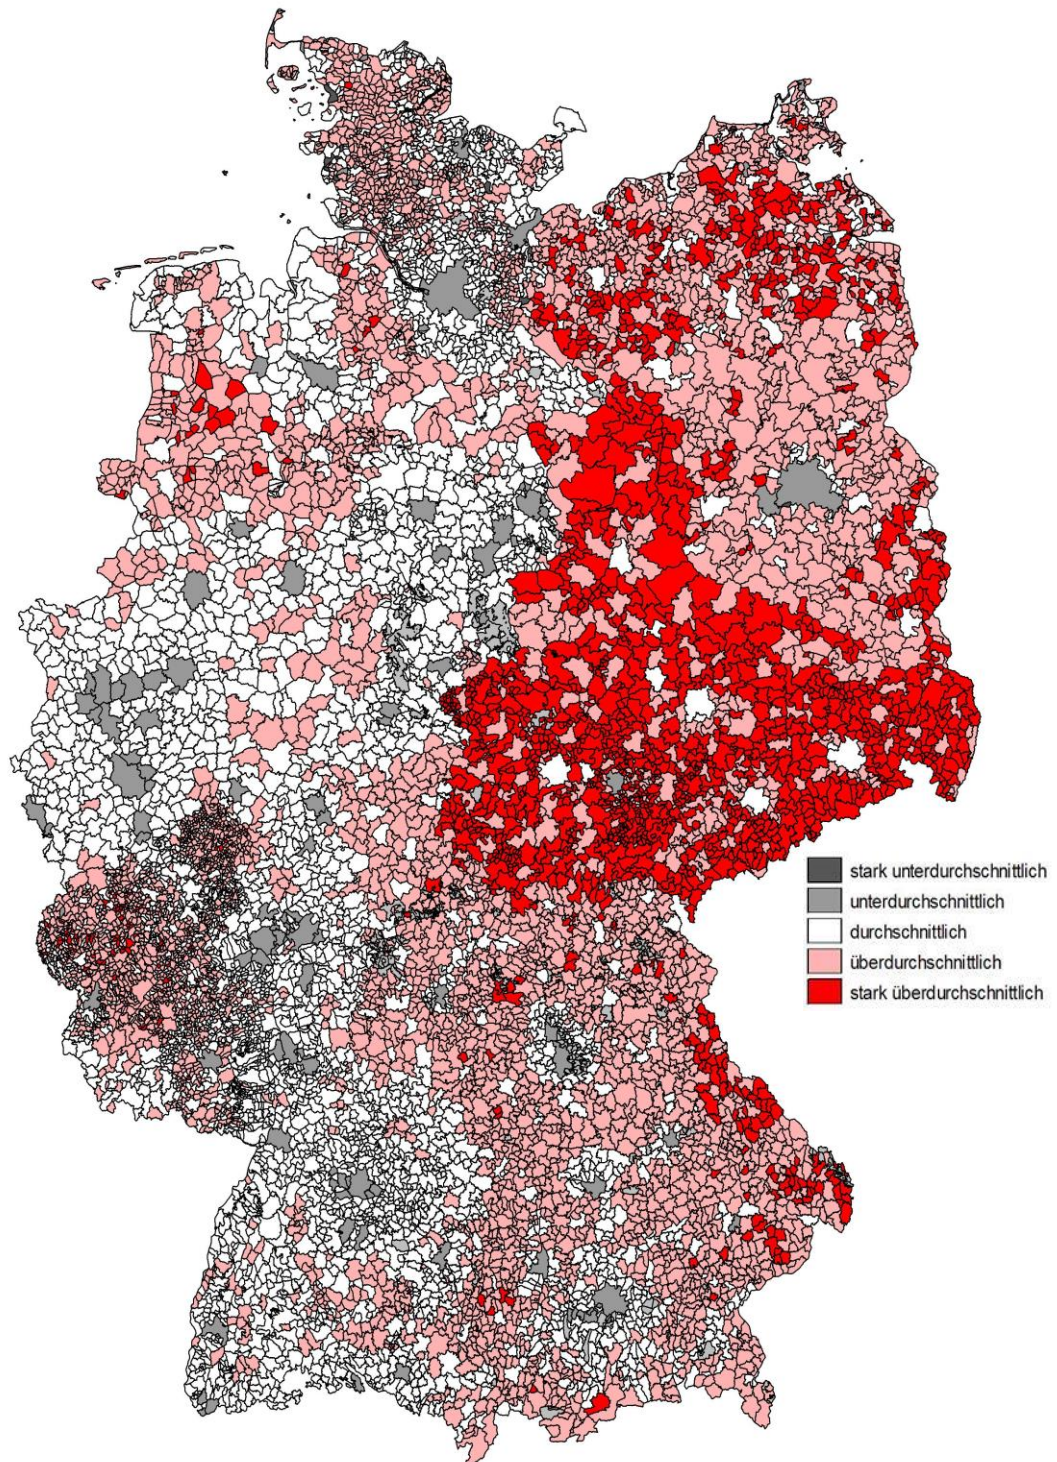 stark unterdurchschnittlich
unterdurchschnittlich
durchschnittlich
überdurchschnittlich
stark überdurchschnittlich